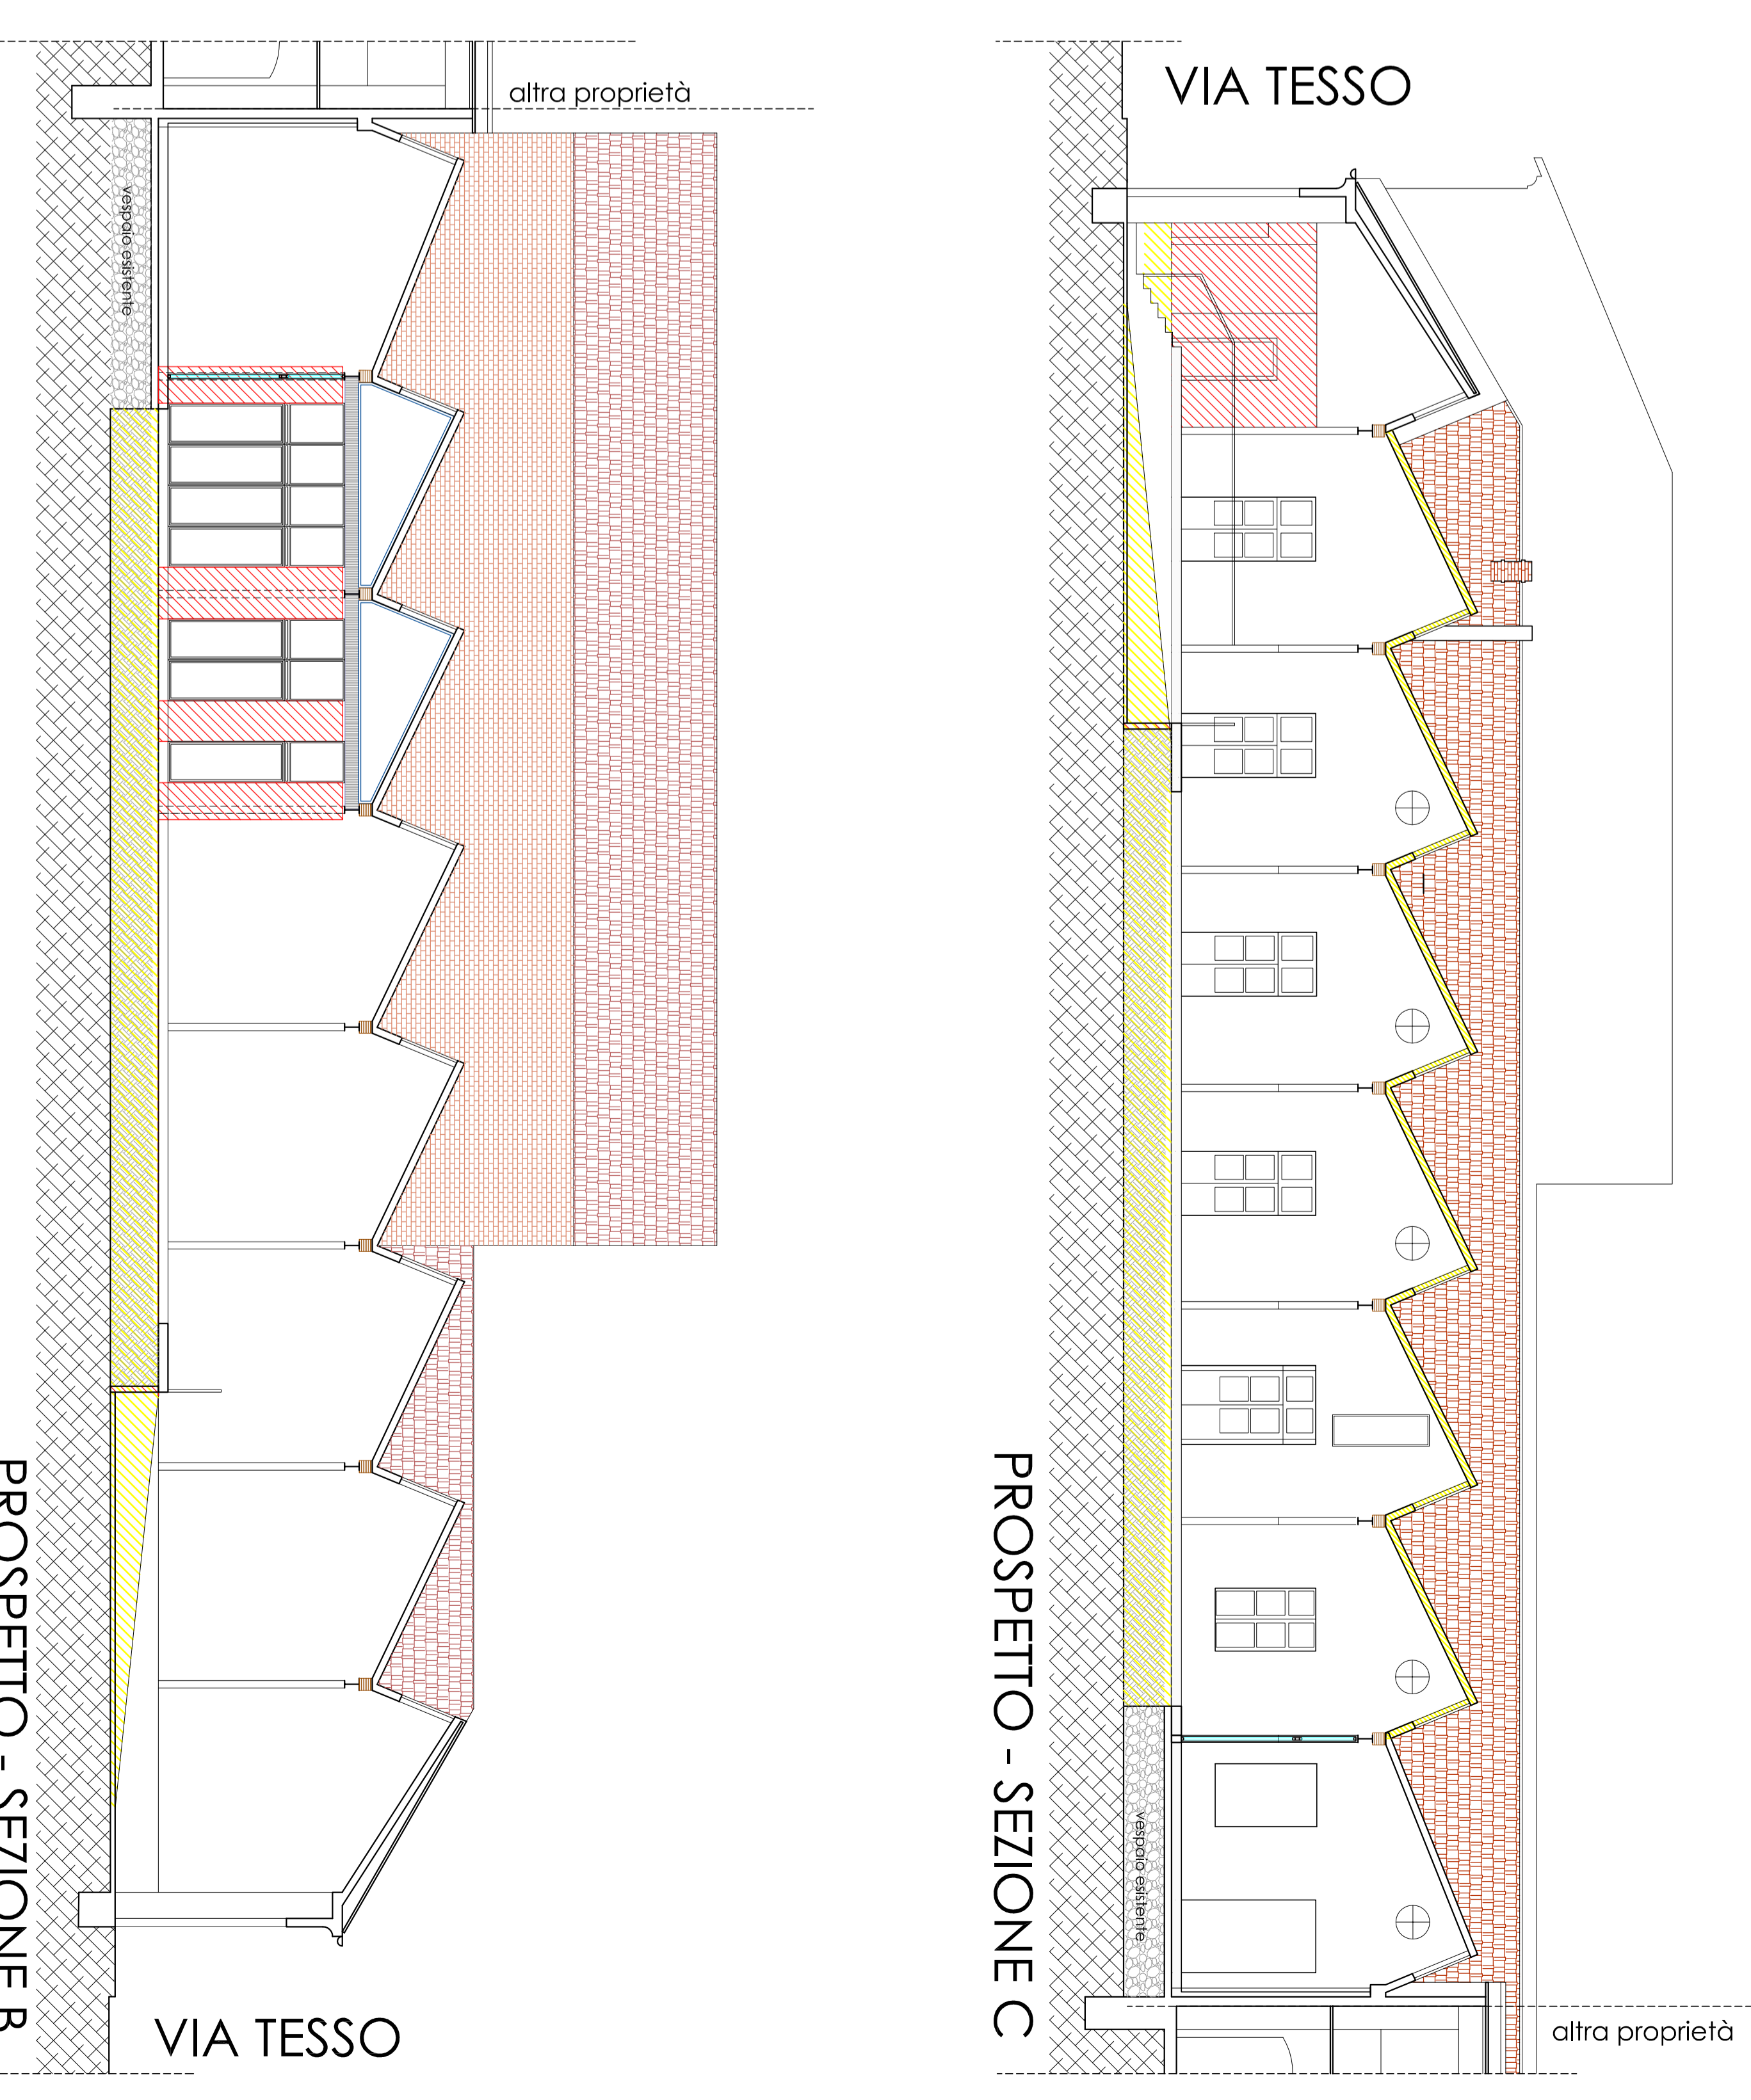 altra proprietà
VIA TESSO
vespaio esistente
PROSPETTO - SEZIONE B
VIA TESSO
PROSPETTO - SEZIONE C
vespaio esistente
altra proprietà